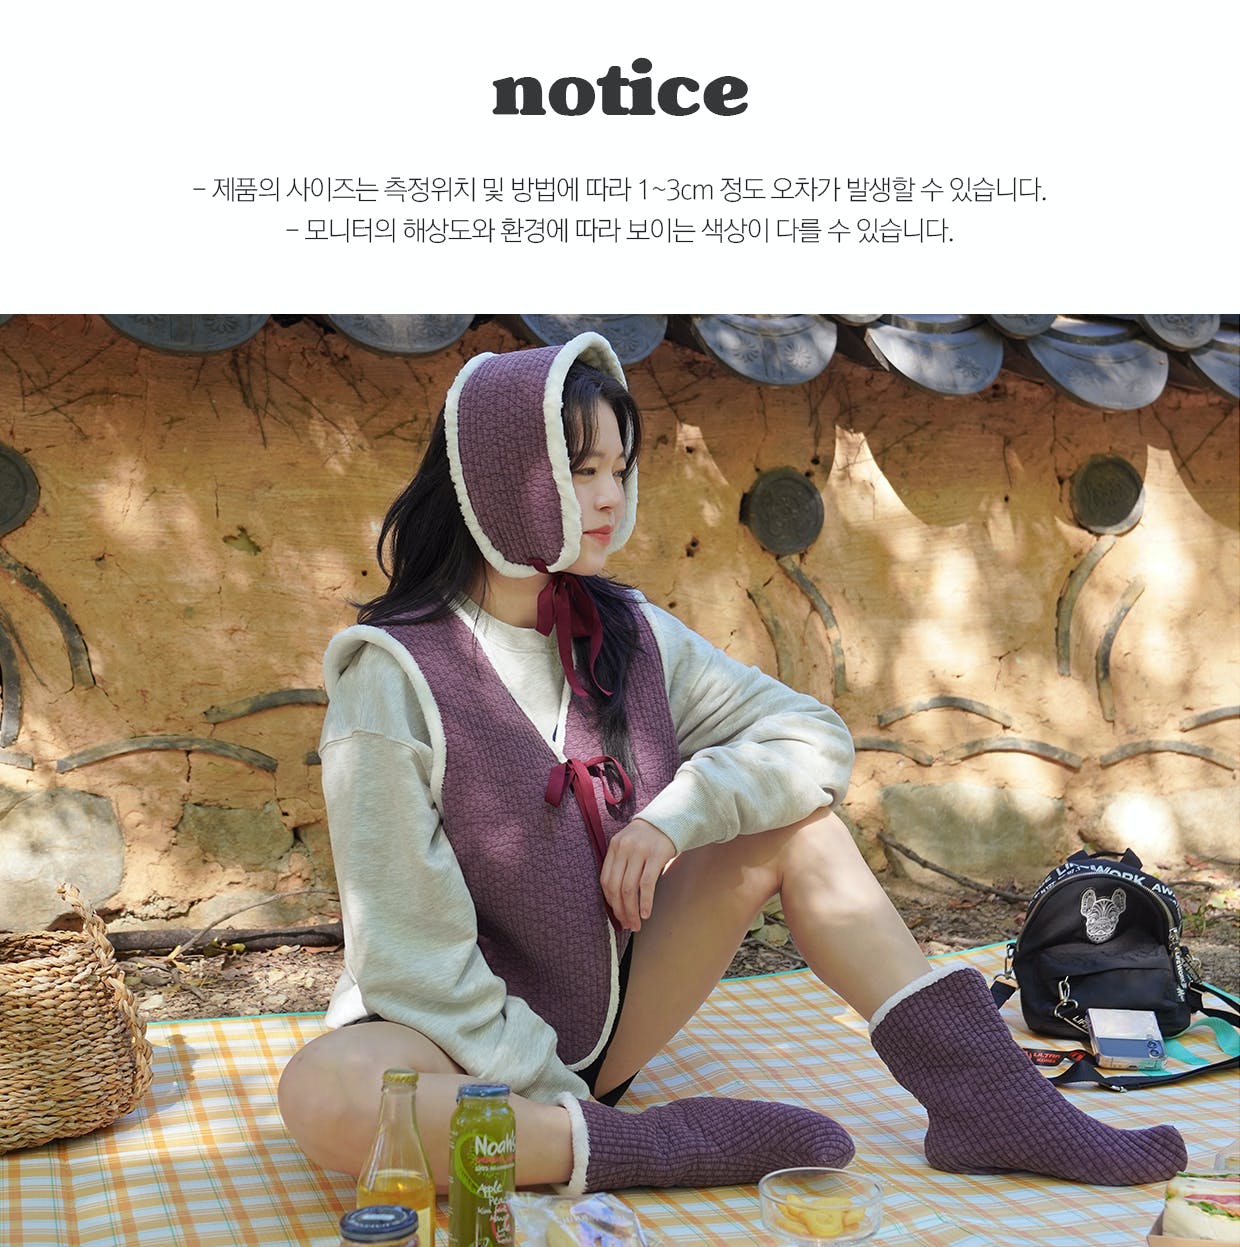 notice
- 제품의 사이즈는 측정위치 및 방법에 따라 1~3cm 정도 오차가 발생할 수 있습니다.
- 모니터의 해상도와 환경에 따라 보이는 색상이 다를 수 있습니다.
WORK
ULTRA
Noah's
Apple